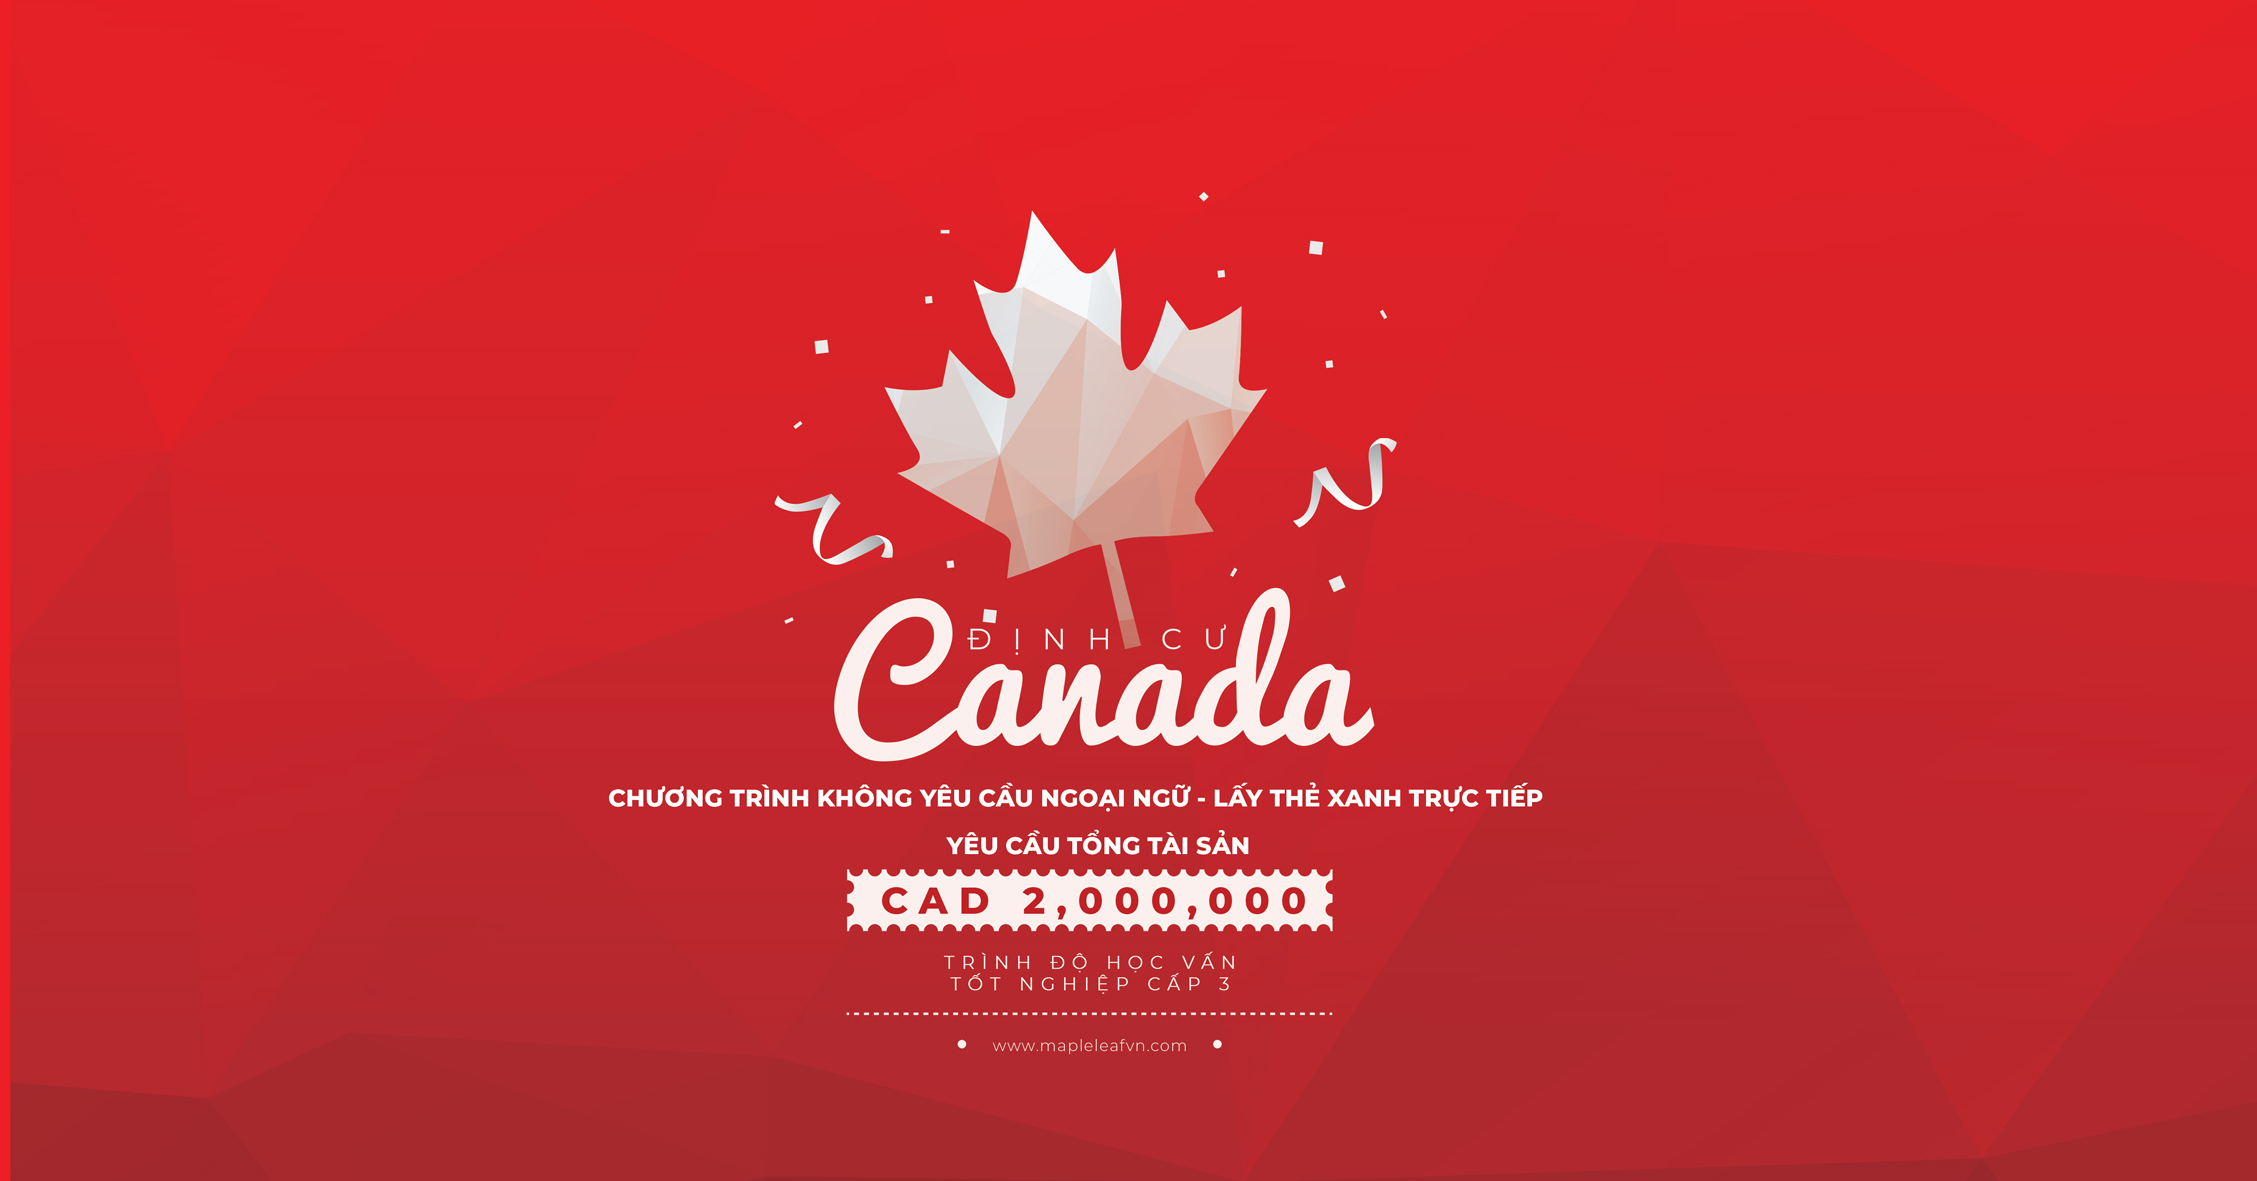 ĐỊNH CƯ
Canada
CHƯƠNG TRÌNH KHÔNG YÊU CẦU NGOẠI NGỮ - LẤY THẺ XANH TRỰC TIẾP
YÊU CẦU TỔNG TÀI SẢN
CAD 2,000,000
TRÌNH ĐỘ HỌC VẤN
TỐT NGHIỆP CẤP 3
www.mapleleafvn.com